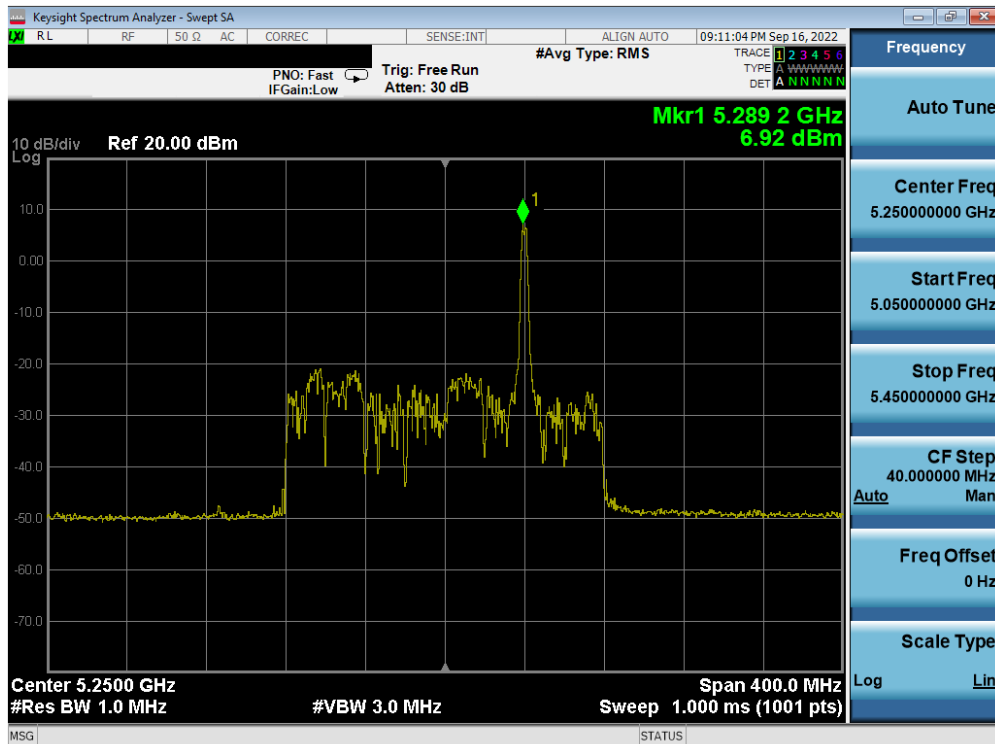 Keysight Spectrum Analyzer - Swept SA
LXI RL RF 50 Ω AC CORREC SENSE:INT ALIGN AUTO 09:11:04 PM Sep 16, 2022
#Avg Type: RMS
TRACE 1 2 3 4 5 6
TYPE A WWWWW
DET A N N N N N
PNO: Fast
IFGain:Low
Trig: Free Run
Atten: 30 dB
Mkr1 5.289 2 GHz
6.92 dBm
10 dB/div
Log
Ref 20.00 dBm
1
10.0
0.00
-10.0
-20.0
-30.0
-40.0
-50.0
-60.0
-70.0
Center 5.2500 GHz
Span 400.0 MHz
#Res BW 1.0 MHz
#VBW 3.0 MHz
Sweep 1.000 ms (1001 pts)
MSG
STATUS
Frequency
Auto Tune
Center Freq
5.250000000 GHz
Start Freq
5.050000000 GHz
Stop Freq
5.450000000 GHz
CF Step
40.000000 MHz
Auto Man
Freq Offset
0 Hz
Scale Type
Log Lin